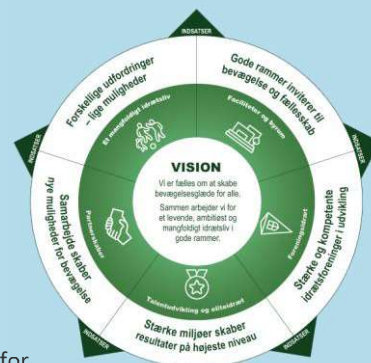 INDSATSER
Forskellige udfordringer
– lige muligheder
Gode rammer inviterer til
bevægelse og fællesskab
Et mangfoldigt idrætsliv
Faciliteter og byrum
INDSATSER
INDSATSER
VISION
Vi er fælles om at skabe
bevægelsesglæde for alle.
Sammen arbejder vi for
et levende, ambitiøst og
mangfoldigt idrætsliv i
gode rammer.
Samarbejde skaber
nye muligheder for bevægelse
Partnerskaber
Foreningsidræt
Stærke og kompetente
idrætsforeninger i udvikling
Talentudvikling og eliteidræt
Stærke miljøer skaber
resultater på højeste niveau
INDSATSER
INDSATSER
for